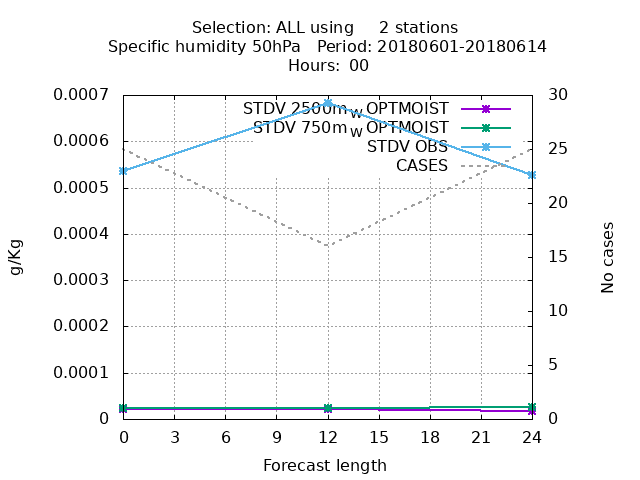 Selection: ALL using     2 stations
Specific humidity 50hPa   Period: 20180601-20180614
Hours:  00
STDV 2500m_W OPTMOIST
STDV 750m_W OPTMOIST
STDV OBS
CASES
0.0007
0.0006
0.0005
0.0004
0.0003
0.0002
0.0001
0
g/Kg
30
25
20
15
10
5
0
No cases
0 3 6 9 12 15 18 21 24
Forecast length